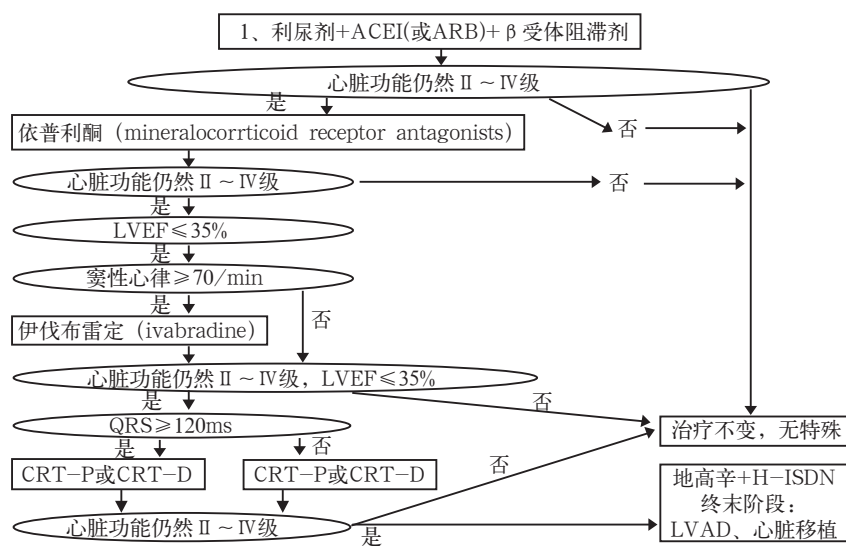 1、利尿剂+ACEI(或ARB)+β受体阻滞剂
心脏功能仍然Ⅱ～Ⅳ级
是
否
依普利酮（mineralocorrticoid receptor antagonists）
心脏功能仍然Ⅱ～Ⅳ级
否
是
LVEF≤35%
是
窦性心律≥70/min
是
否
伊伐布雷定（ivabradine）
心脏功能仍然Ⅱ～Ⅳ级，LVEF≤35%
是
否
QRS≥120ms
治疗不变，无特殊
是
否
否
CRT-P或CRT-D
CRT-P或CRT-D
地高辛+H-ISDN
终末阶段：
LVAD、心脏移植
心脏功能仍然Ⅱ～Ⅳ级
是